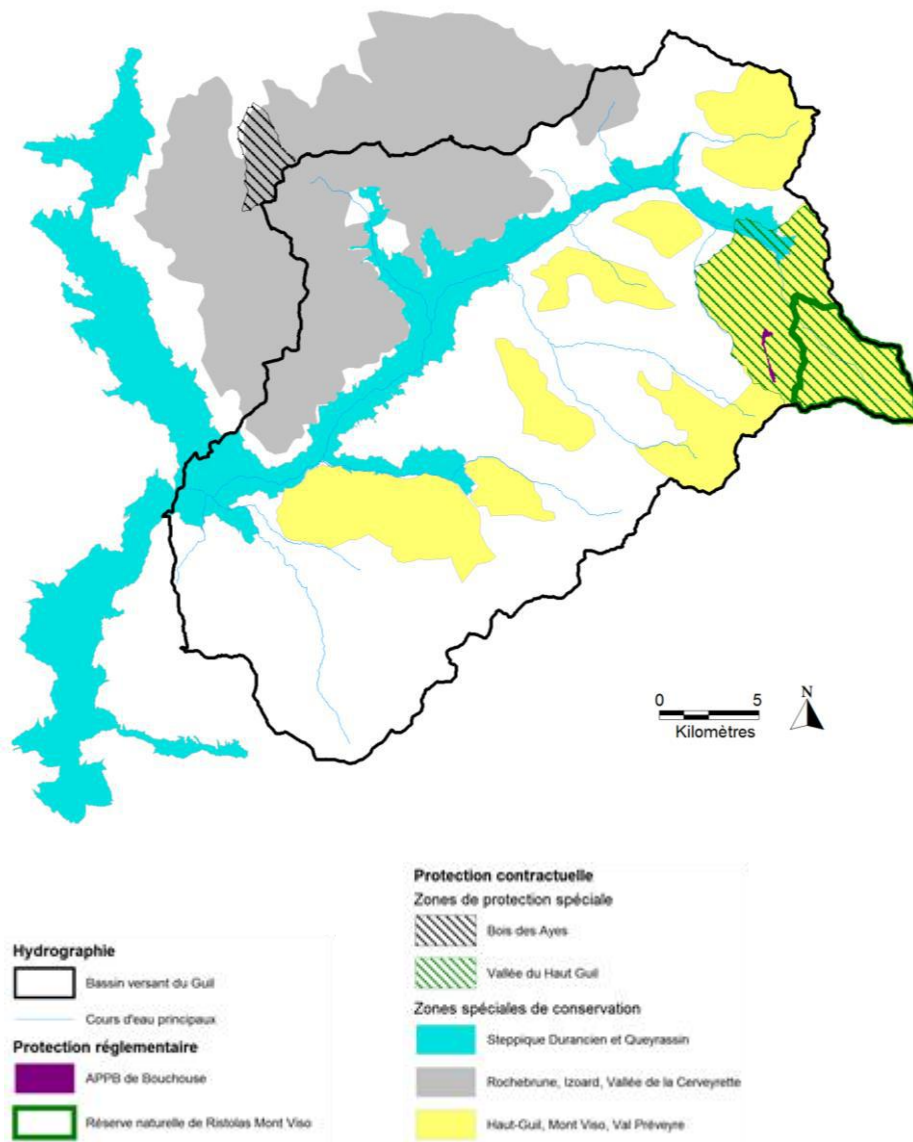 0 5
Kilomètres
N
Hydrographie
Bassin versant du Guil
Cours d'eau principaux
Protection réglementaire
APPB de Bouchouse
Réserve naturelle de Ristolas Mont Viso
Protection contractuelle
Zones de protection spéciale
Bois des Ayes
Vallée du Haut Guil
Zones spéciales de conservation
Steppique Durancien et Queyrassin
Rochebrune, Izoard, Vallée de la Cerveyrette
Haut-Guil, Mont Viso, Val Préveyre